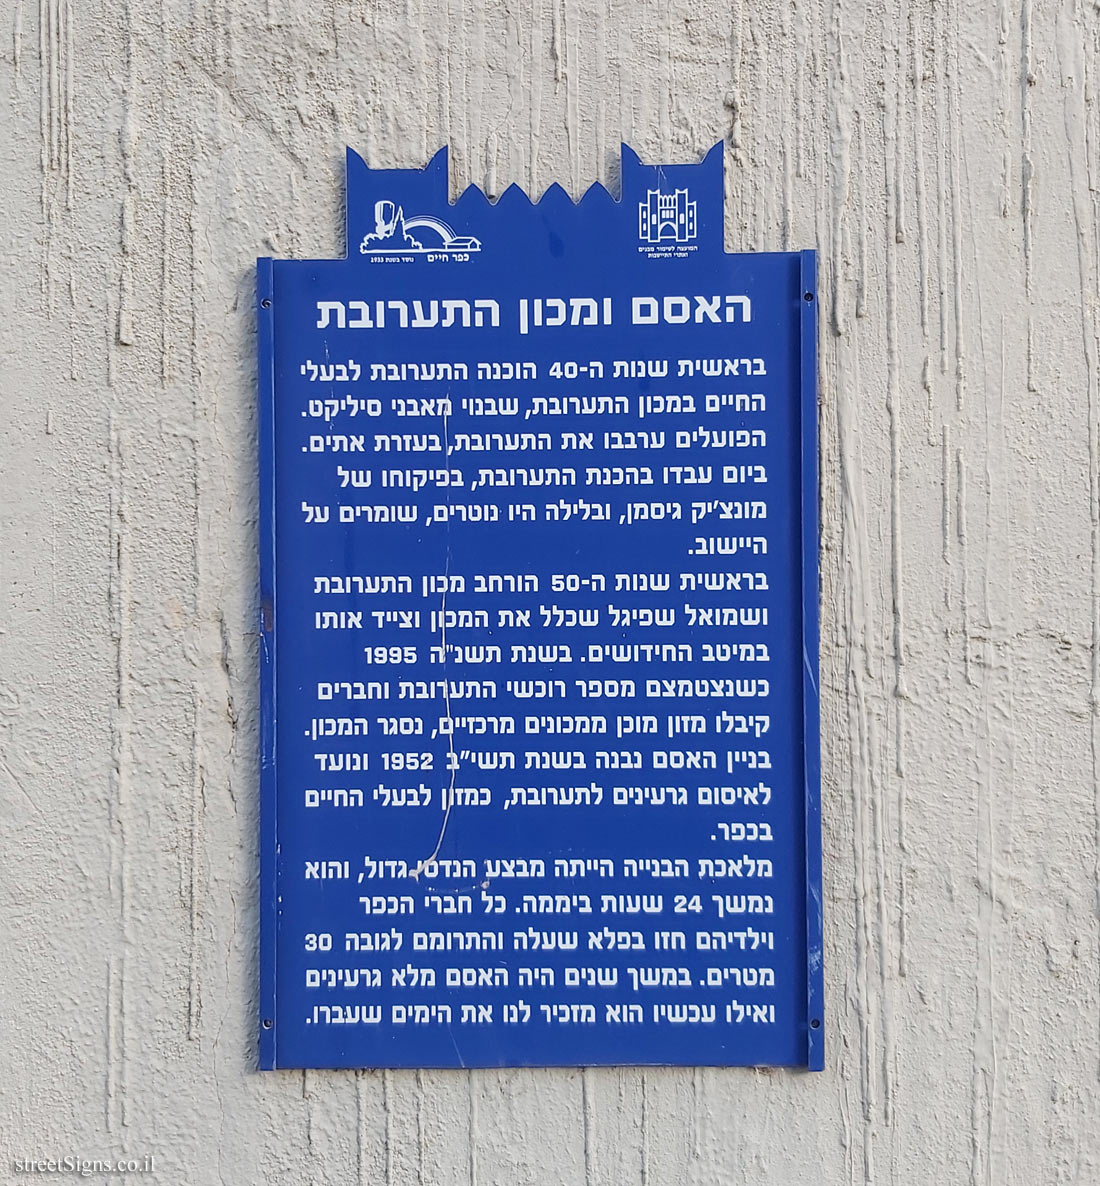 המועצה לשימור מבנים
ואתרי התיישבות
כפר חיים
נוסד בשנת 1933
האסם ומכון התערובת
בראשית שנות ה-40 הוכנה התערובת לבעלי
החיים במכון התערובת, שבנוי מאבני סיליקט.
הפועלים ערבבו את התערובת, בעזרת אתים.
ביום עבדו בהכנת התערובת, בפיקוחו של
מונצ'יק גיסמן, ובלילה היו נוטרים, שומרים על
היישוב.
בראשית שנות ה-50 הורחב מכון התערובת
ושמואל שפיגל שכלל את המכון וצייד אותו
במיטב החידושים. בשנת תשנ"ה 1995
כשנצטמצם מספר רוכשי התערובת וחברים
קיבלו מזון מוכן ממכונים מרכזיים, נסגר המכון.
בניין האסם נבנה בשנת תשי"ב 1952 ונועד
לאיסום גרעינים לתערובת, כמזון לבעלי החיים
בכפר.
מלאכת הבנייה הייתה מבצע הנדסי גדול, והוא
נמשך 24 שעות ביממה. כל חברי הכפר
וילדיהם חזו בפלא שעלה והתרומם לגובה 30
מטרים. במשך שנים היה האסם מלא גרעינים
ואילו עכשיו הוא מזכיר לנו את הימים שעברו.
streetSigns.co.il